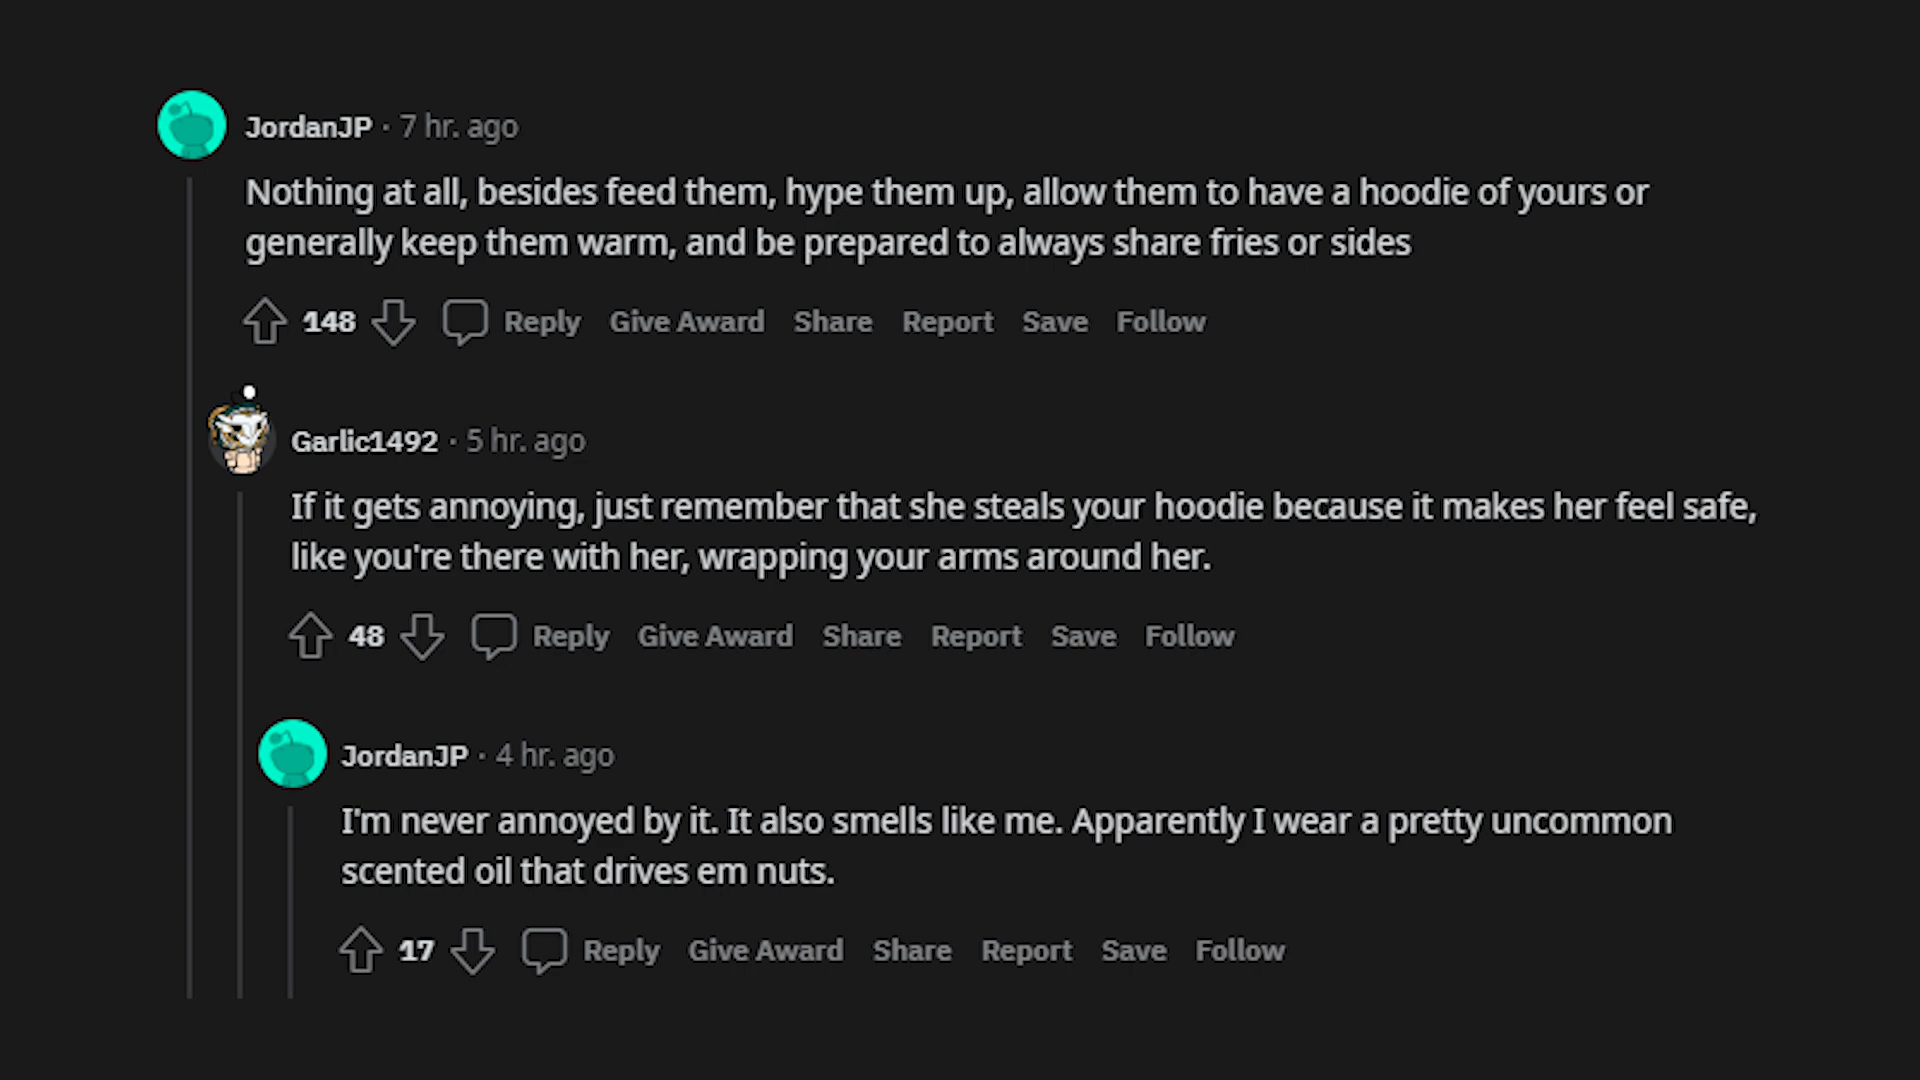 JordanJP · 7 hr. ago
Nothing at all, besides feed them, hype them up, allow them to have a hoodie of yours or
generally keep them warm, and be prepared to always share fries or sides
148 Reply Give Award Share Report Save Follow
Garlic1492 · 5 hr. ago
If it gets annoying, just remember that she steals your hoodie because it makes her feel safe,
like you're there with her, wrapping your arms around her.
48 Reply Give Award Share Report Save Follow
JordanJP · 4 hr. ago
I'm never annoyed by it. It also smells like me. Apparently I wear a pretty uncommon
scented oil that drives em nuts.
17 Reply Give Award Share Report Save Follow